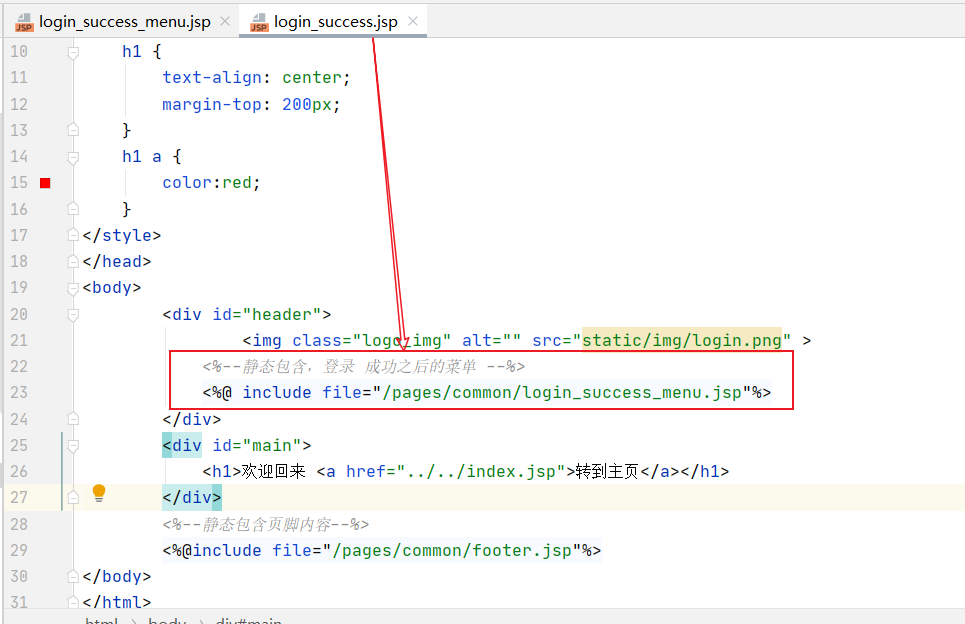 login_success_menu.jsp login_success.jsp
10 h1 {
11 text-align: center;
12 margin-top: 200px;
13 }
14 h1 a {
15 color:red;
16 }
17 </style>
18 </head>
19 <body>
20 <div id="header">
21 <img class="logo_img" alt="" src="static/img/login.png" >
22 <%--静态包含，登录 成功之后的菜单 --%>
23 <%@ include file="/pages/common/login_success_menu.jsp"%>
24 </div>
25 <div id="main">
26 <h1>欢迎回来 <a href="../../index.jsp">转到主页</a></h1>
27 </div>
28 <%--静态包含页脚内容--%>
29 <%@include file="/pages/common/footer.jsp"%>
30 </body>
31 </html>
html > body > div#main